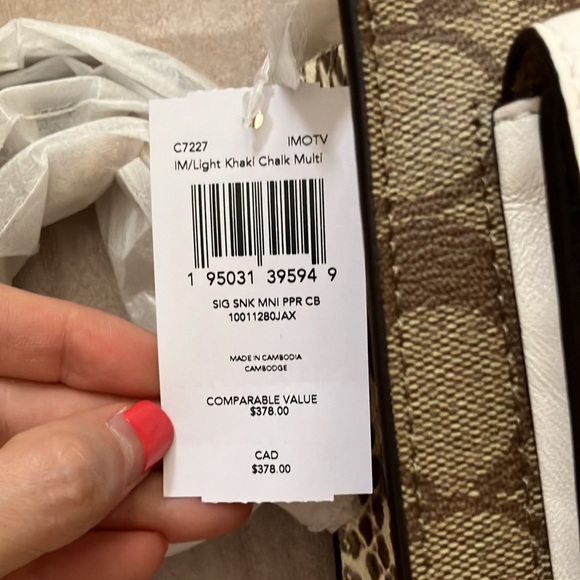 C7227 IMOTV
IM/Light Khaki Chalk Multi
1 95031 39594 9
SIG SNK MNI PPR CB
10011280JAX
MADE IN CAMBODIA
CAMBODGE
COMPARABLE VALUE
$378.00
CAD
$378.00